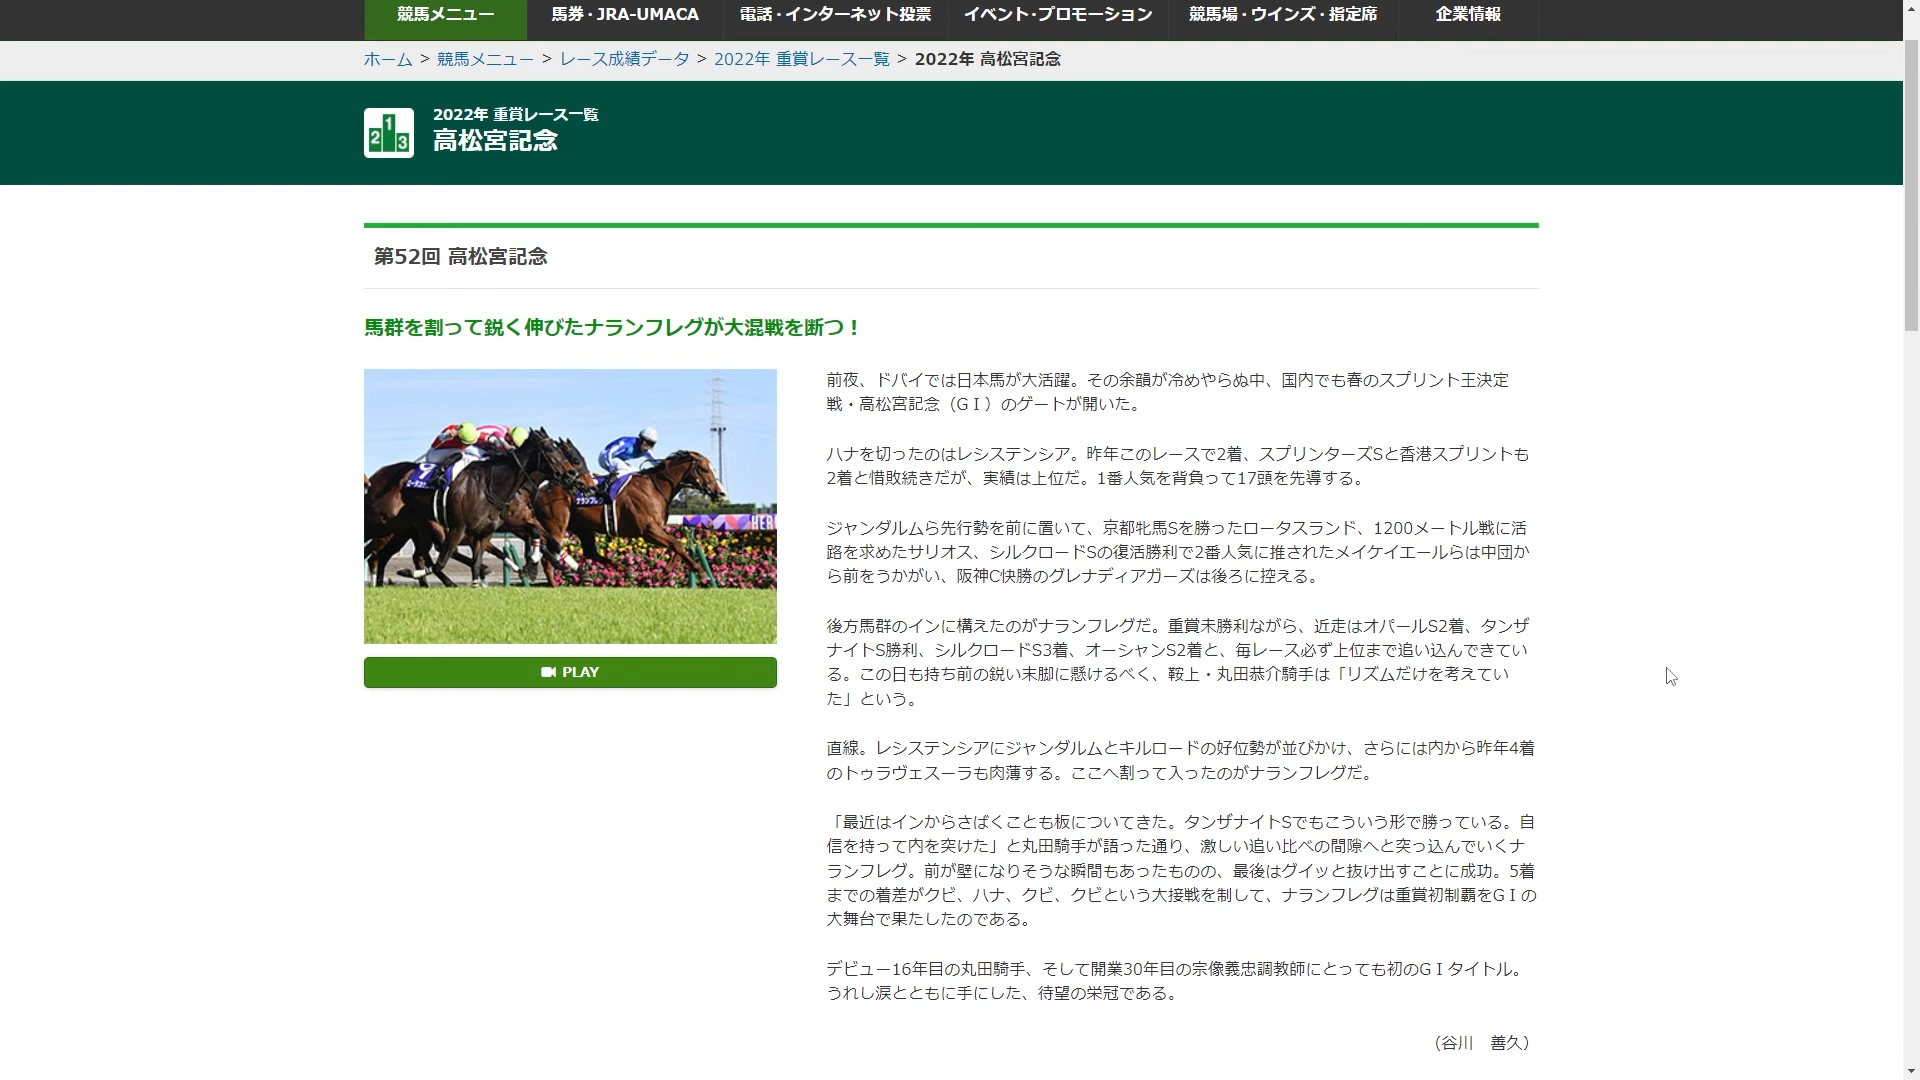 競馬メニュー 馬券・JRA-UMACA 電話・インターネット投票 イベント・プロモーション 競馬場・ウインズ・指定席 企業情報
ホーム > 競馬メニュー > レース成績データ > 2022年 重賞レース一覧 > 2022年 高松宮記念
2022年 重賞レース一覧
高松宮記念
第52回 高松宮記念
馬群を割って鋭く伸びたナランフレグが大混戦を断つ！
9
ナランフレグ
HER
PLAY
前夜、ドバイでは日本馬が大活躍。その余韻が冷めやらぬ中、国内でも春のスプリント王決定
戦・高松宮記念（GⅠ）のゲートが開いた。
ハナを切ったのはレシステンシア。昨年このレースで2着、スプリンターズSと香港スプリントも
2着と惜敗続きだが、実績は上位だ。1番人気を背負って17頭を先導する。
ジャンダルムら先行勢を前に置いて、京都牝馬Sを勝ったロータスランド、1200メートル戦に活
路を求めたサリオス、シルクロードSの復活勝利で2番人気に推されたメイケイエールらは中団か
ら前をうかがい、阪神C快勝のグレナディアガーズは後ろに控える。
後方馬群のインに構えたのがナランフレグだ。重賞未勝利ながら、近走はオパールS2着、タンザ
ナイトS勝利、シルクロードS3着、オーシャンS2着と、毎レース必ず上位まで追い込んできてい
る。この日も持ち前の鋭い末脚に懸けるべく、鞍上・丸田恭介騎手は「リズムだけを考えてい
た」という。
直線。レシステンシアにジャンダルムとキルロードの好位勢が並びかけ、さらには内から昨年4着
のトゥラヴェスーラも肉薄する。ここへ割って入ったのがナランフレグだ。
「最近はインからさばくことも板についてきた。タンザナイトSでもこういう形で勝っている。自
信を持って内を突けた」と丸田騎手が語った通り、激しい追い比べの間隙へと突っ込んでいくナ
ランフレグ。前が壁になりそうな瞬間もあったものの、最後はグイッと抜け出すことに成功。5着
までの着差がクビ、ハナ、クビ、クビという大接戦を制して、ナランフレグは重賞初制覇をGⅠの
大舞台で果たしたのである。
デビュー16年目の丸田騎手、そして開業30年目の宗像義忠調教師にとっても初のGⅠタイトル。
うれし涙とともに手にした、待望の栄冠である。
（谷川　善久）